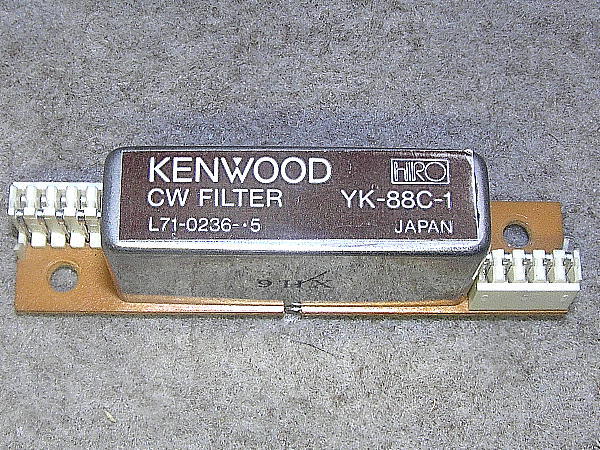 KENWOOD HIRO
CW FILTER YK-88C-1
L71-0236-•5 JAPAN